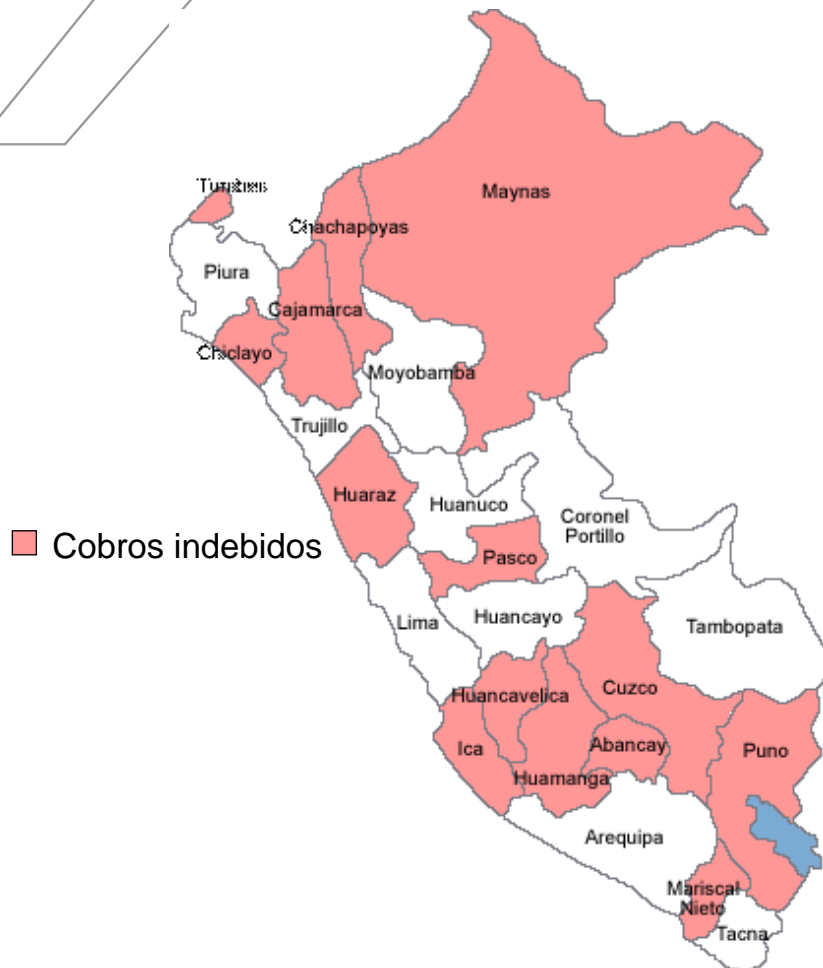 Tumbes
Maynas
Chachapoyas
Piura
Cajamarca
Chiclayo
Moyobamba
Trujillo
Huaraz
Huanuco
Coronel
Portillo
Cobros indebidos
Pasco
Lima
Huancayo
Tambopata
Huancavelica
Cuzco
Ica
Abancay
Puno
Huamanga
Arequipa
Mariscal
Nieto
Tacna